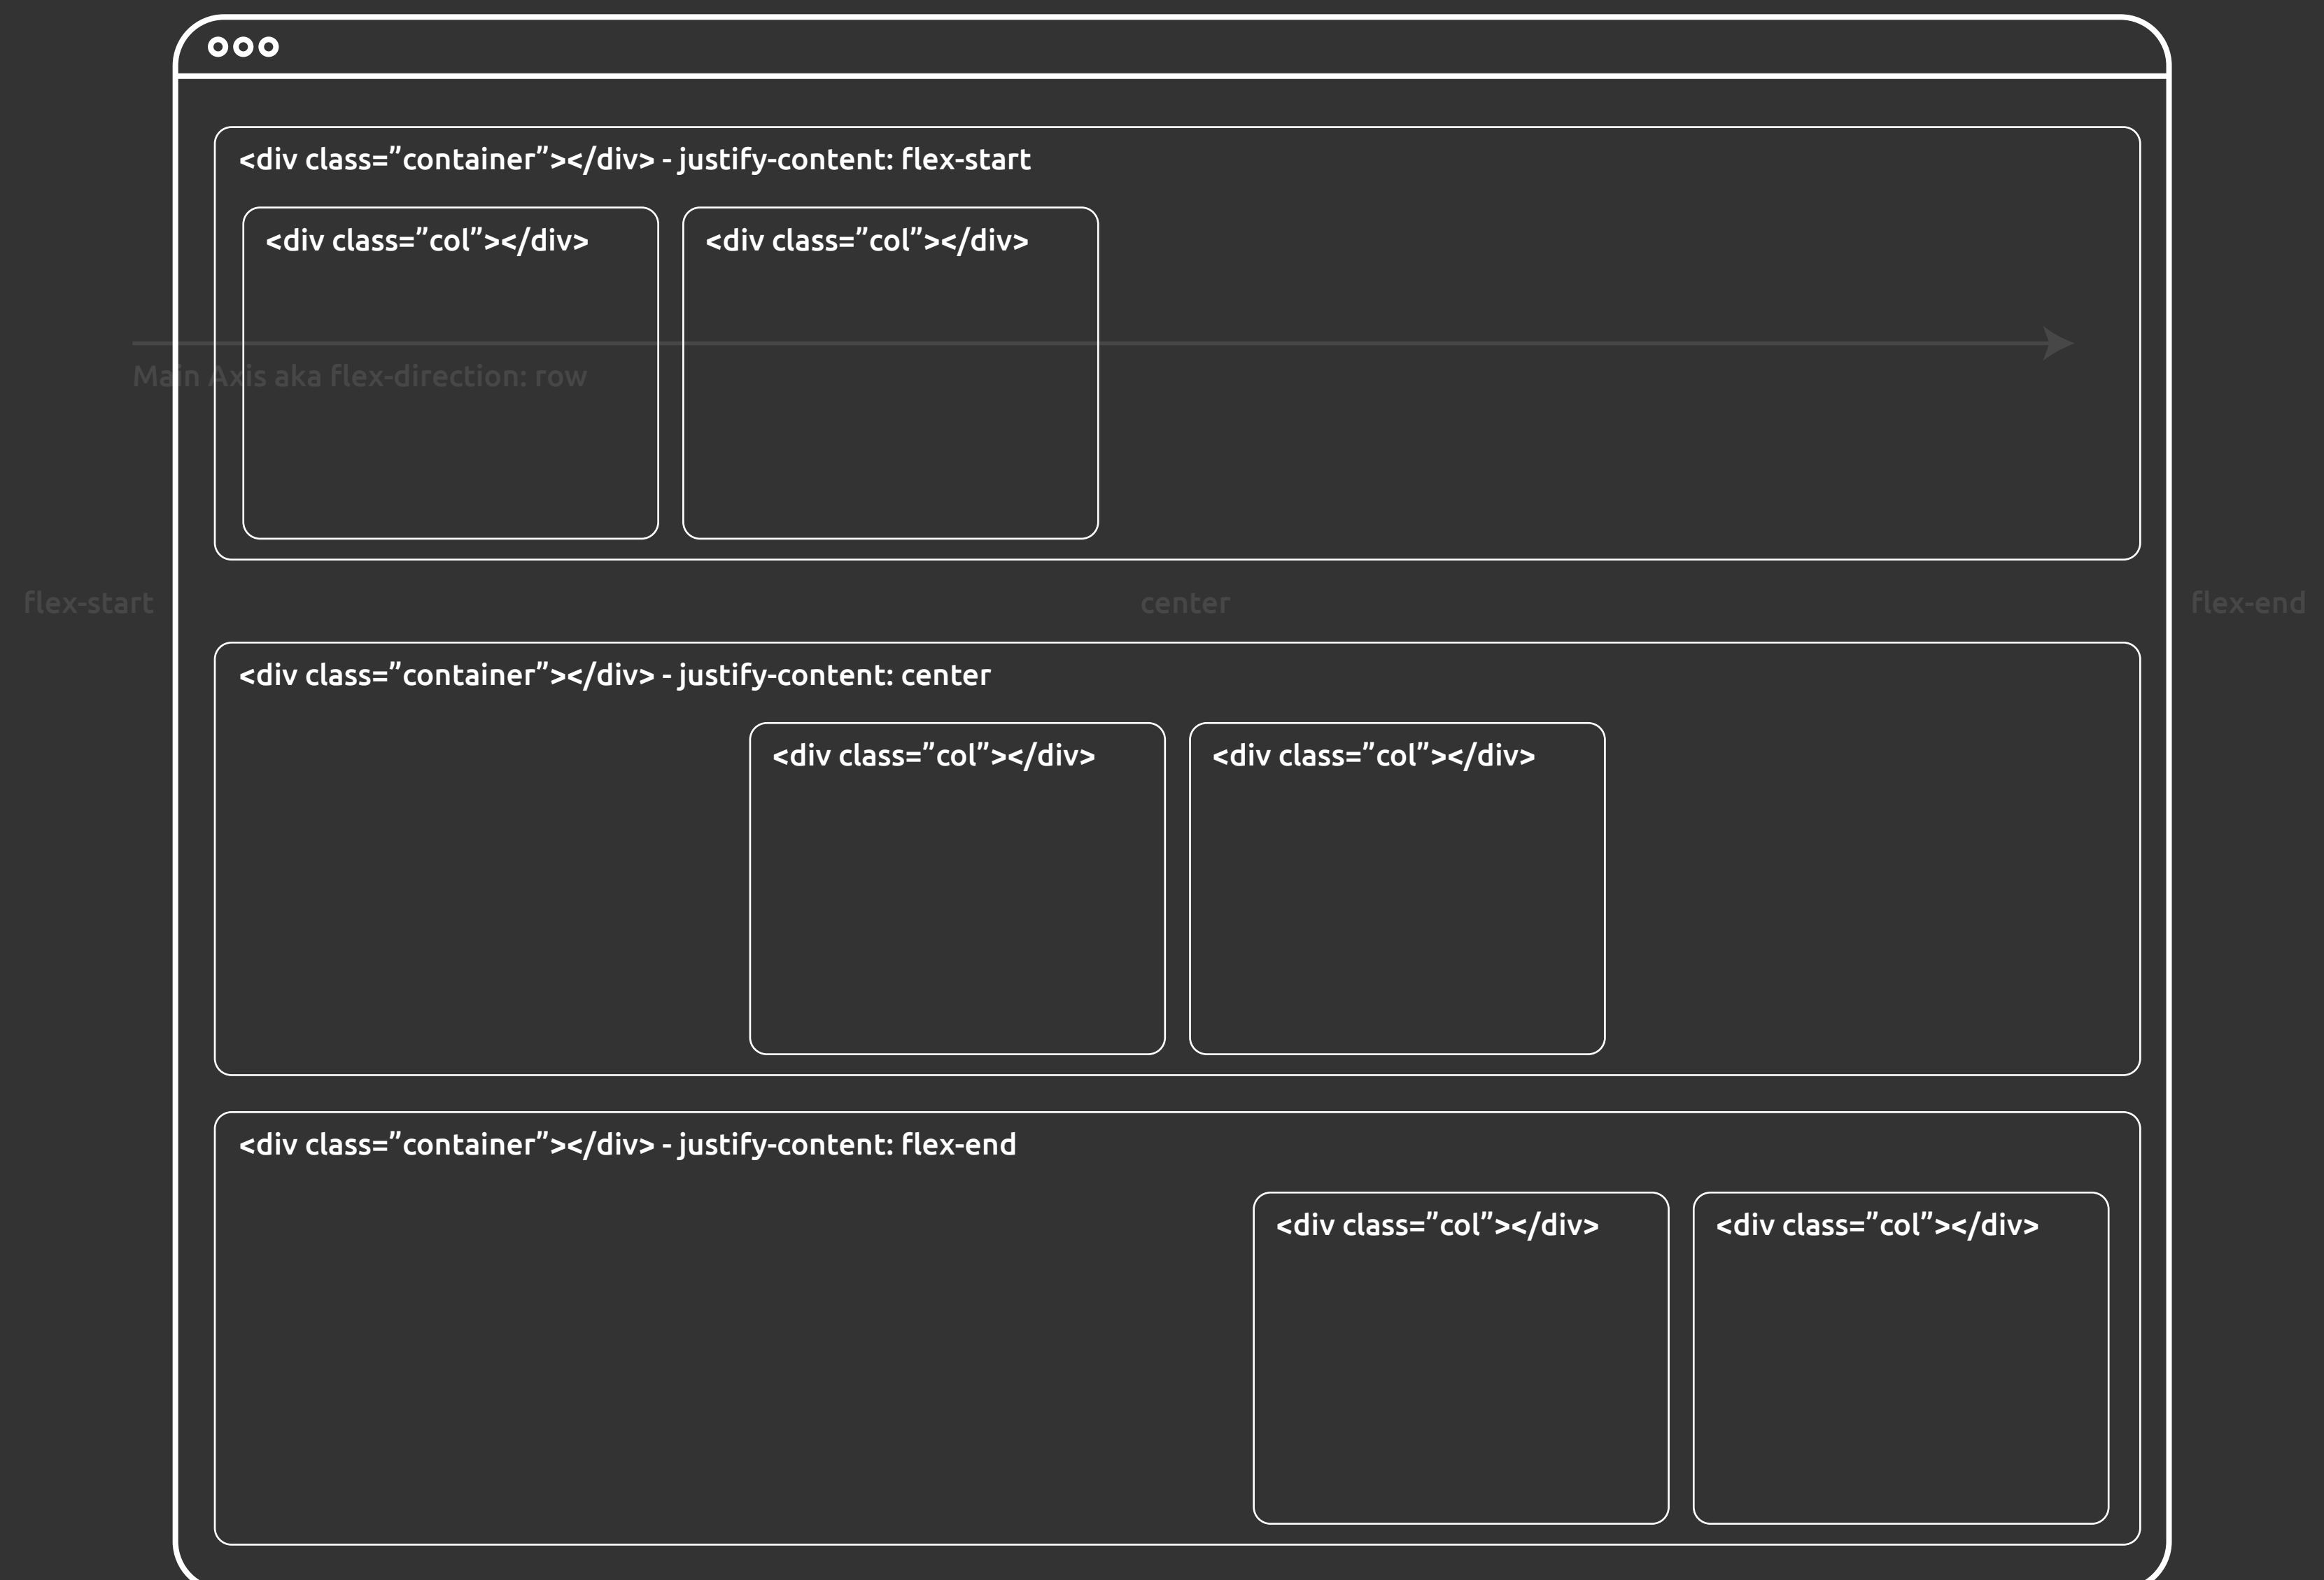 <div class=”container”></div> - justify-content: flex-start
<div class=”col”></div> <div class=”col”></div>
Main Axis aka flex-direction: row
flex-start center flex-end
<div class=”container”></div> - justify-content: center
<div class=”col”></div> <div class=”col”></div>
<div class=”container”></div> - justify-content: flex-end
<div class=”col”></div> <div class=”col”></div>